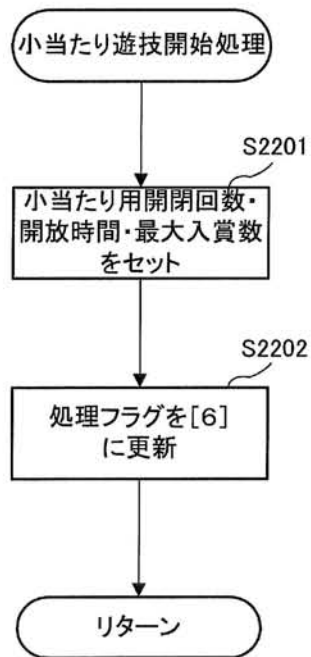 小当たり遊技開始処理
S2201
小当たり用開閉回数・
開放時間・最大入賞数
をセット
S2202
処理フラグを[6]
に更新
リターン